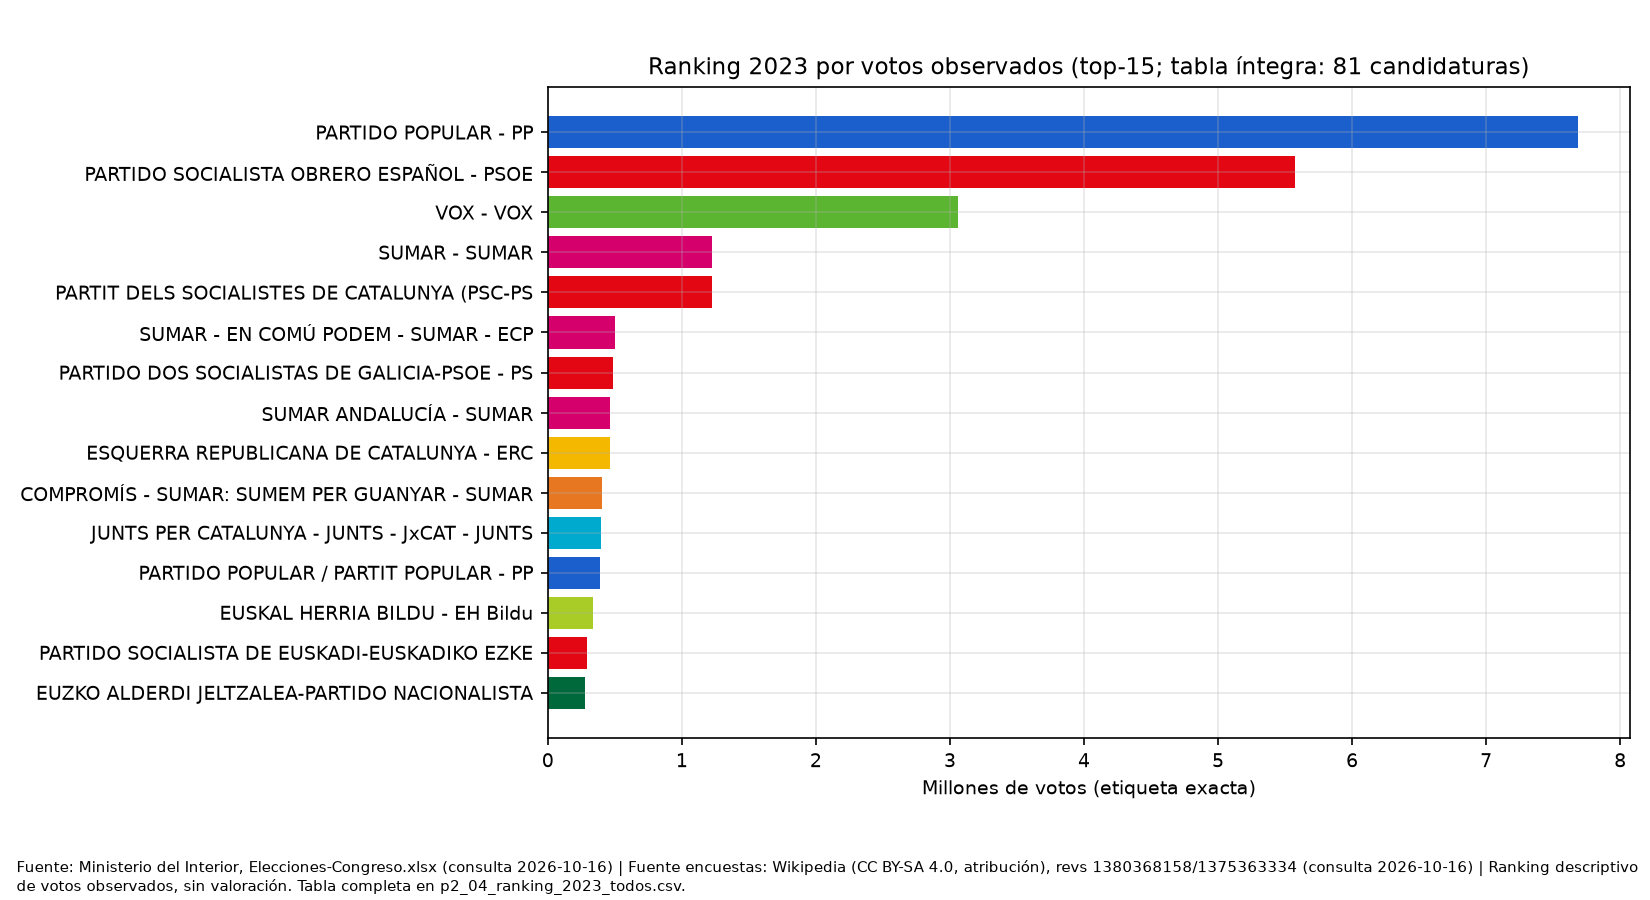 Ranking 2023 por votos observados (top-15; tabla íntegra: 81 candidaturas)
PARTIDO POPULAR - PP
PARTIDO SOCIALISTA OBRERO ESPAÑOL - PSOE
VOX - VOX
SUMAR - SUMAR
PARTIT DELS SOCIALISTES DE CATALUNYA (PSC-PS
SUMAR - EN COMÚ PODEM - SUMAR - ECP
PARTIDO DOS SOCIALISTAS DE GALICIA-PSOE - PS
SUMAR ANDALUCÍA - SUMAR
ESQUERRA REPUBLICANA DE CATALUNYA - ERC
COMPROMÍS - SUMAR: SUMEM PER GUANYAR - SUMAR
JUNTS PER CATALUNYA - JUNTS - JxCAT - JUNTS
PARTIDO POPULAR / PARTIT POPULAR - PP
EUSKAL HERRIA BILDU - EH Bildu
PARTIDO SOCIALISTA DE EUSKADI-EUSKADIKO EZKE
EUZKO ALDERDI JELTZALEA-PARTIDO NACIONALISTA
0 1 2 3 4 5 6 7 8
Millones de votos (etiqueta exacta)
Fuente: Ministerio del Interior, Elecciones-Congreso.xlsx (consulta 2026-10-16) | Fuente encuestas: Wikipedia (CC BY-SA 4.0, atribución), revs 1380368158/1375363334 (consulta 2026-10-16) | Ranking descriptivo
de votos observados, sin valoración. Tabla completa en p2_04_ranking_2023_todos.csv.